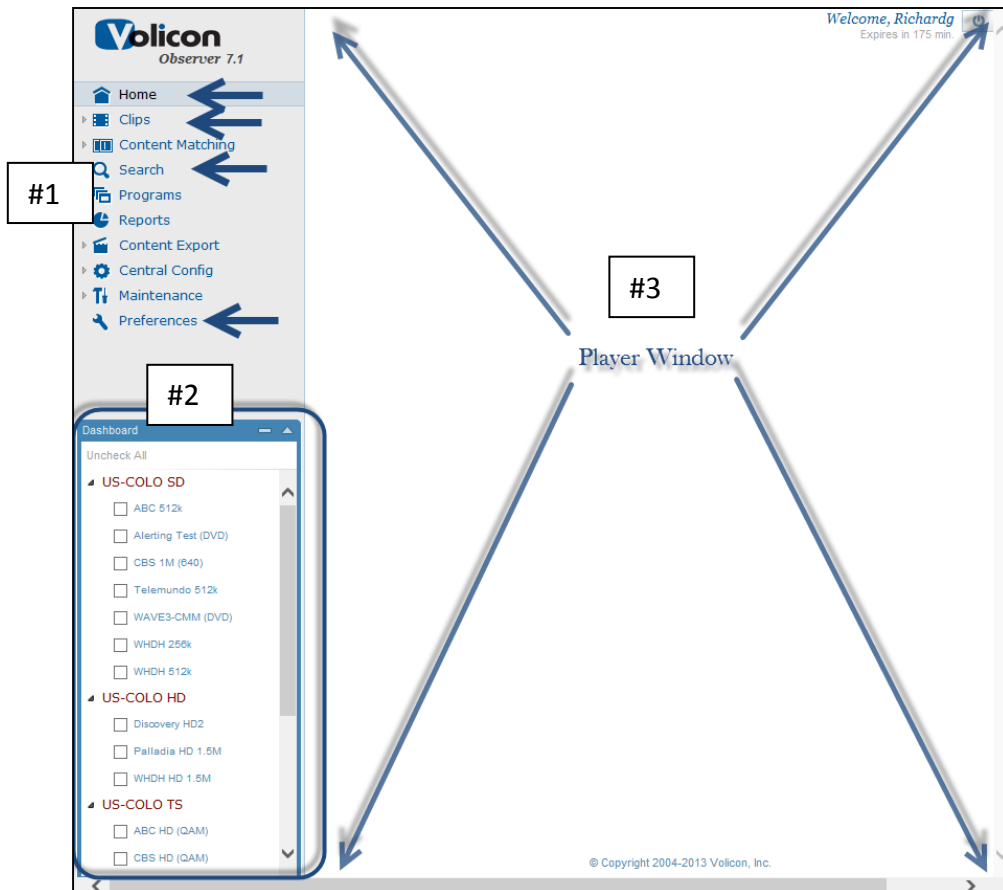 Volicon
Observer 7.1
Welcome, Richardg
Expires in 175 min.
Home
Clips
Content Matching
Search
Programs
Reports
Content Export
Central Config
Maintenance
Preferences
#1
#2
#3
Player Window
Dashboard
Uncheck All
US-COLO SD
ABC 512k
Alerting Test (DVD)
CBS 1M (640)
Telemundo 512k
WAVE3-CMM (DVD)
WHDH 256k
WHDH 512k
US-COLO HD
Discovery HD2
Palladia HD 1.5M
WHDH HD 1.5M
US-COLO TS
ABC HD (QAM)
CBS HD (QAM)
© Copyright 2004-2013 Volicon, Inc.